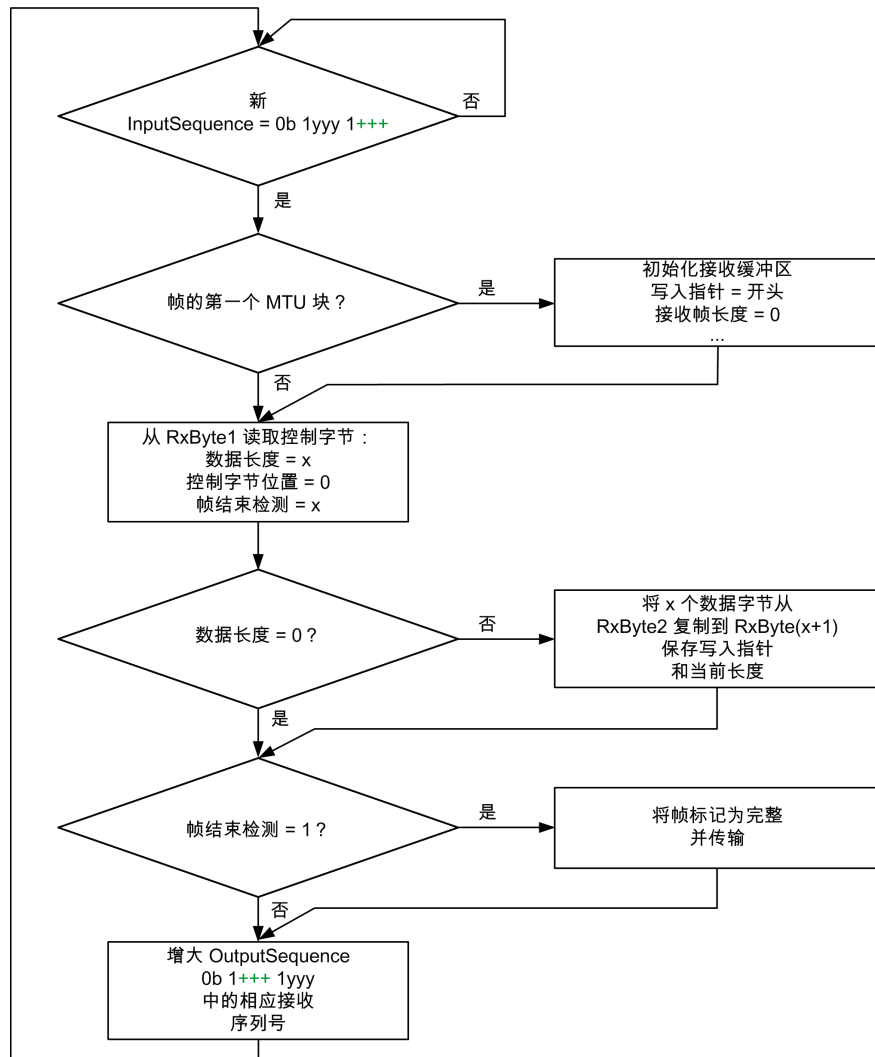 新
InputSequence = 0b 1yyy 1+++
否
是
帧的第一个 MTU 块？
是
初始化接收缓冲区
写入指针 = 开头
接收帧长度 = 0
...
否
从 RxByte1 读取控制字节：
数据长度 = x
控制字节位置 = 0
帧结束检测 = x
数据长度 = 0？
否
将 x 个数据字节从
RxByte2 复制到 RxByte(x+1)
保存写入指针
和当前长度
是
帧结束检测 = 1？
是
将帧标记为完整
并传输
否
增大 OutputSequence
0b 1+++ 1yyy
中的相应接收
序列号